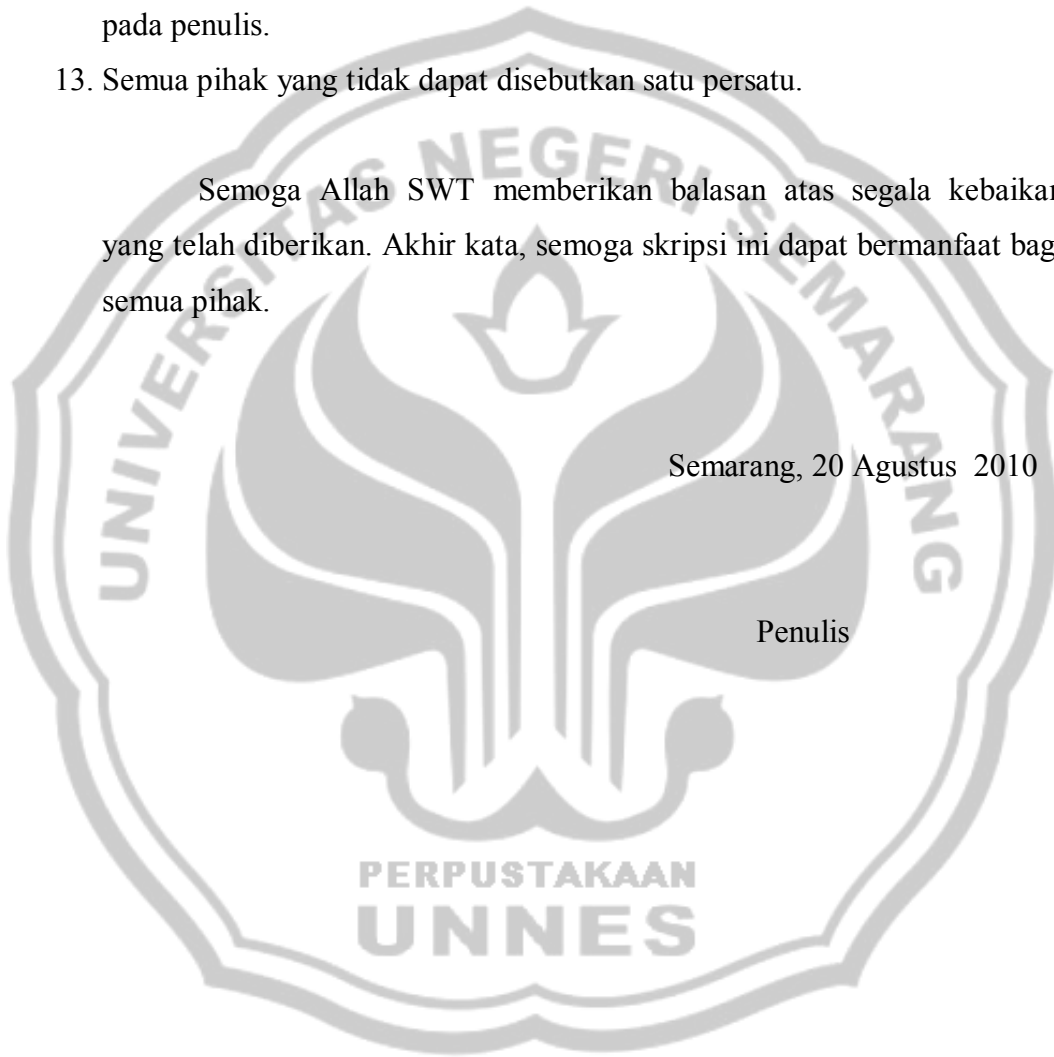 pada penulis.
13. Semua pihak yang tidak dapat disebutkan satu persatu.
Semoga Allah SWT memberikan balasan atas segala kebaikan
yang telah diberikan. Akhir kata, semoga skripsi ini dapat bermanfaat bag
semua pihak.
Semarang, 20 Agustus 2010
Penulis
UNIVERSITAS NEGERI SEMARANG
PERPUSTAKAAN
UNNES